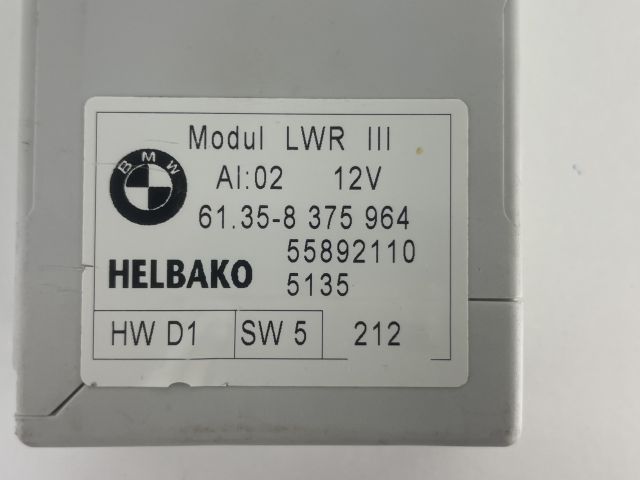 Modul LWR III
BMW
AI:02 12V
61.35-8 375 964
55892110
HELBAKO
5135
HW D1 SW 5 212